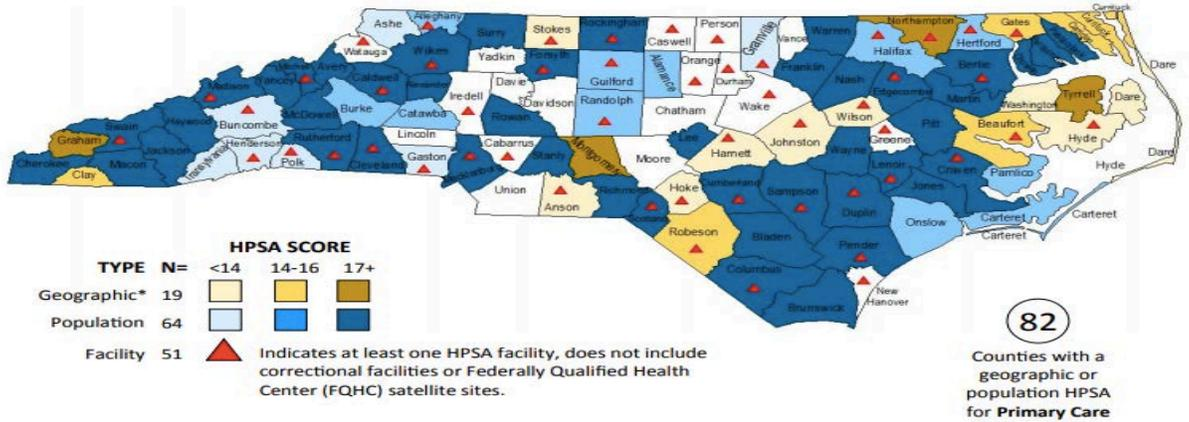 Ashe
Alleghany
Surry
Stokes
Rockingham
Caswell
Person
Granville
Vance
Warren
Northampton
Gates
Currituck
Watauga
Wilkes
Yadkin
Forsyth
Guilford
Alamance
Orange
Durham
Franklin
Halifax
Hertford
Bertie
Madison
Yancey
Avery
Caldwell
Alexander
Iredell
Davie
Davidson
Randolph
Chatham
Wake
Nash
Edgecombe
Martin
Washington
Tyrrell
Dare
Dare
Swain
Haywood
Buncombe
McDowell
Burke
Catawba
Rowan
Johnston
Wilson
Greene
Pitt
Beaufort
Hyde
Graham
Cherokee
Clay
Macon
Jackson
Transylvania
Henderson
Polk
Rutherford
Cleveland
Lincoln
Gaston
Mecklenburg
Cabarrus
Stanly
Montgomery
Moore
Lee
Harnett
Wayne
Lenoir
Craven
Pamlico
Hyde
Dare
Union
Anson
Richmond
Scotland
Hoke
Cumberland
Sampson
Duplin
Jones
Onslow
Carteret
Carteret
Carteret
Robeson
Bladen
Pender
Columbus
Brunswick
New
Hanover
HPSA SCORE
TYPE N= <14 14-16 17+
Geographic* 19
Population 64
Facility 51 Indicates at least one HPSA facility, does not include
correctional facilities or Federally Qualified Health
Center (FQHC) satellite sites.
82
Counties with a
geographic or
population HPSA
for Primary Care